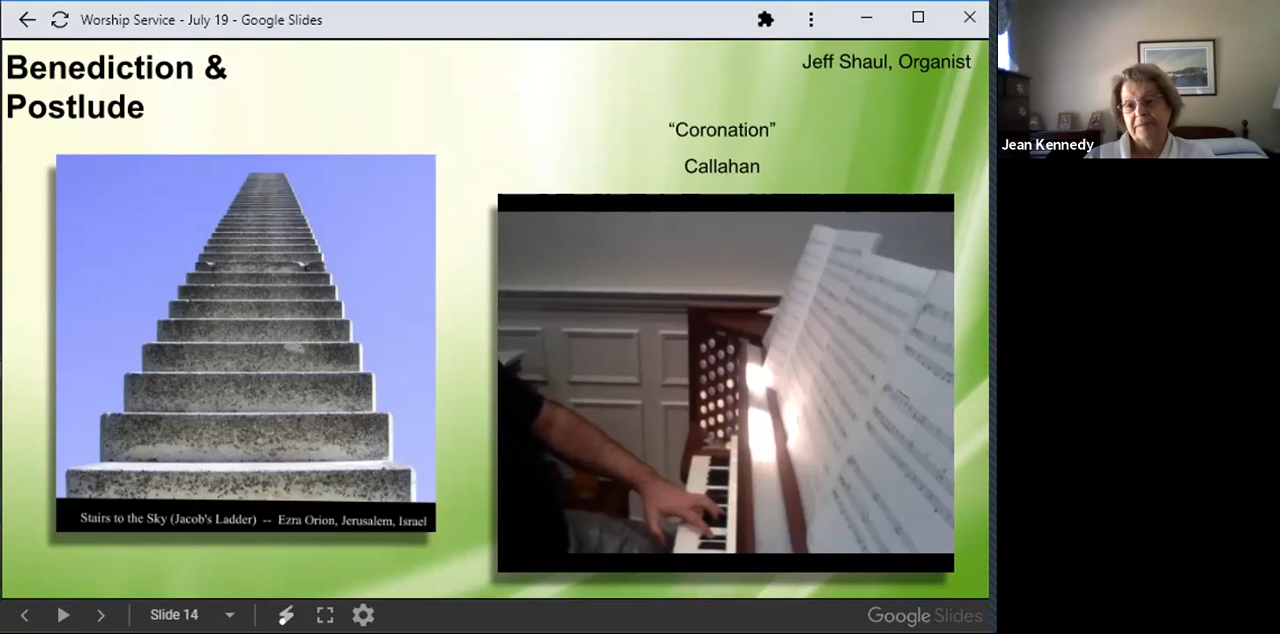 Worship Service - July 19 - Google Slides
Benediction &
Postlude
Jeff Shaul, Organist
“Coronation”
Callahan
Stairs to the Sky (Jacob's Ladder) -- Ezra Orion, Jerusalem, Israel
Slide 14
Google Slides
Jean Kennedy